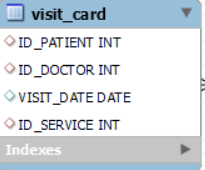 visit_card
ID_PATIENT INT
ID_DOCTOR INT
VISIT_DATE DATE
ID_SERVICE INT
Indexes